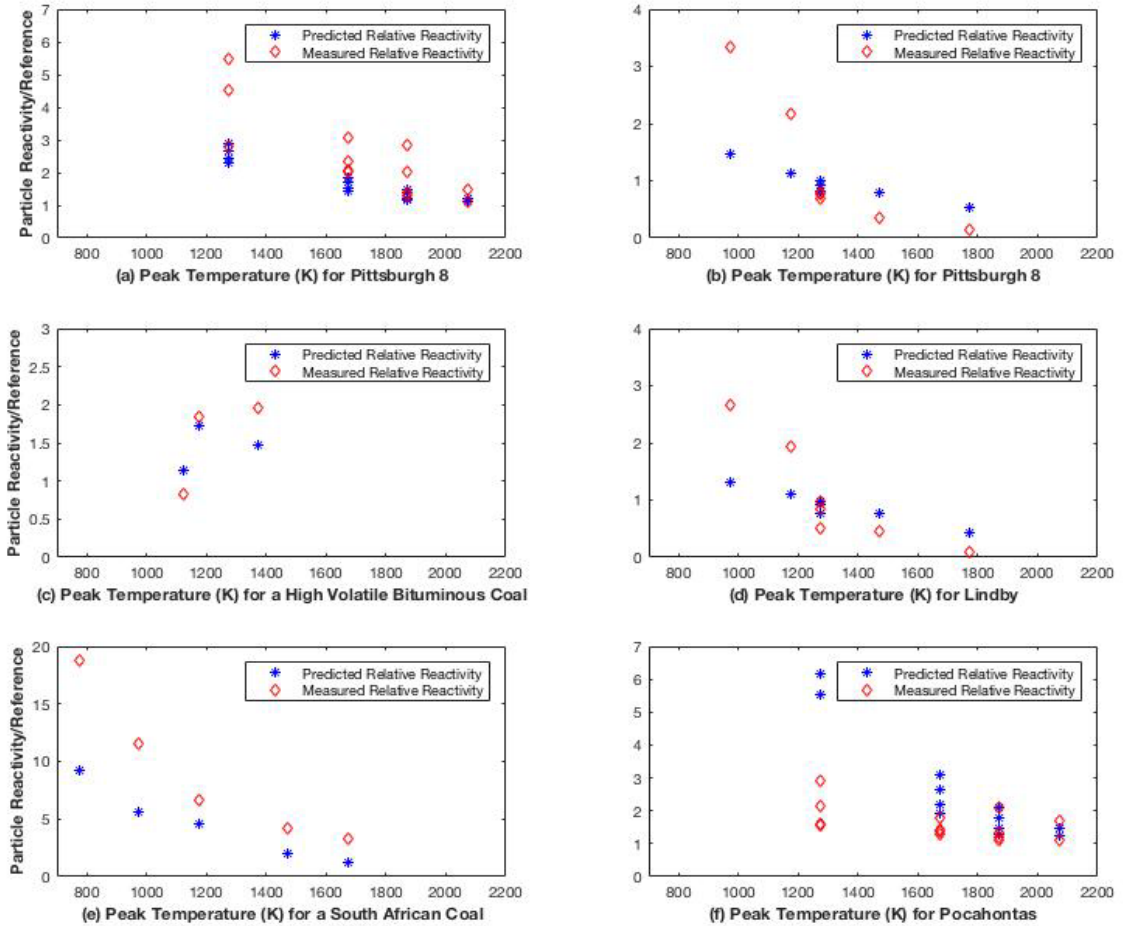 7
6
5
4
3
2
1
0
Particle Reactivity/Reference
Predicted Relative Reactivity
Measured Relative Reactivity
800 1000 1200 1400 1600 1800 2000 2200
(a) Peak Temperature (K) for Pittsburgh 8
4
3
2
1
0
Predicted Relative Reactivity
Measured Relative Reactivity
800 1000 1200 1400 1600 1800 2000 2200
(b) Peak Temperature (K) for Pittsburgh 8
3
2.5
2
1.5
1
0.5
0
Particle Reactivity/Reference
Predicted Relative Reactivity
Measured Relative Reactivity
800 1000 1200 1400 1600 1800 2000 2200
(c) Peak Temperature (K) for a High Volatile Bituminous Coal
4
3
2
1
0
Predicted Relative Reactivity
Measured Relative Reactivity
800 1000 1200 1400 1600 1800 2000 2200
(d) Peak Temperature (K) for Lindby
20
15
10
5
0
Particle Reactivity/Reference
Predicted Relative Reactivity
Measured Relative Reactivity
800 1000 1200 1400 1600 1800 2000 2200
(e) Peak Temperature (K) for a South African Coal
7
6
5
4
3
2
1
0
Predicted Relative Reactivity
Measured Relative Reactivity
800 1000 1200 1400 1600 1800 2000 2200
(f) Peak Temperature (K) for Pocahontas